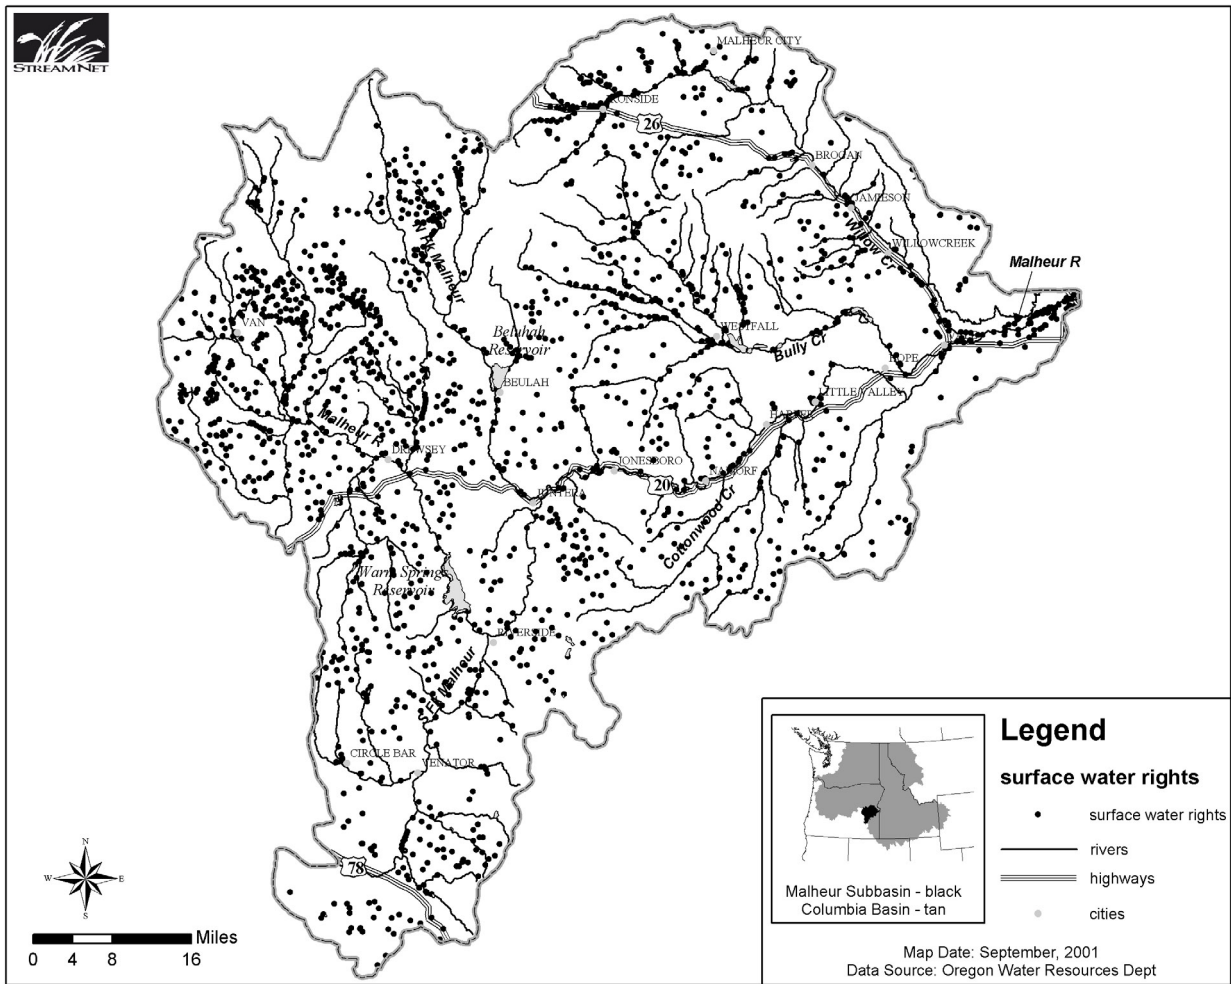 STREAMNET
MALHEUR CITY
IRONSIDE
26
BROGAN
JAMIESON
Willow Cr
WILLOWCREEK
Malheur R
N Fk Malheur
VAN
Beluhah
Reservoir
WESTFALL
Bully Cr
HOPE
BEULAH
LITTLE VALLEY
HARPER
Malheur R
DREWSEY
JONESBORO
NAMORF
20
JUNTURA
Cottonwood Cr
Warm Springs
Reservoir
RIVERSIDE
S Fk Malheur
CIRCLE BAR
VENATOR
78
N
W
E
S
Miles
0 4 8 16
Legend
surface water rights
surface water rights
rivers
highways
cities
Malheur Subbasin - black
Columbia Basin - tan
Map Date: September, 2001
Data Source: Oregon Water Resources Dept